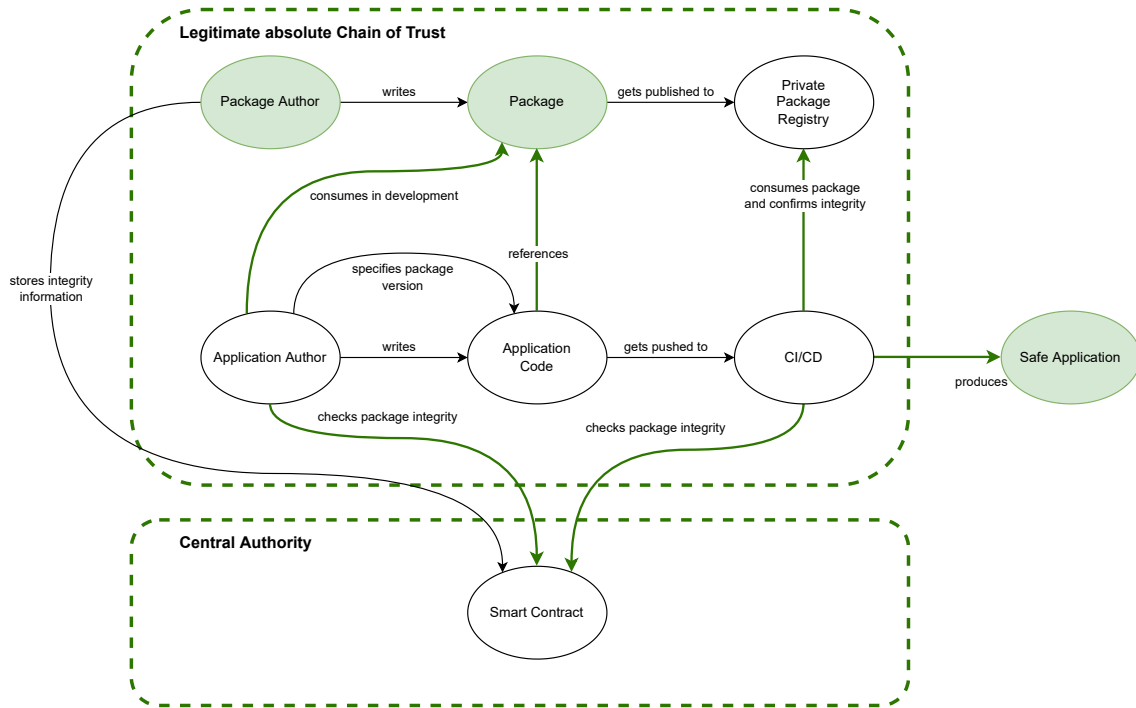 Legitimate absolute Chain of Trust
Package Author
writes
Package
gets published to
Private
Package
Registry
consumes in development
consumes package
and confirms integrity
references
specifies package
version
stores integrity
information
Application Author
writes
Application
Code
gets pushed to
CI/CD
produces
Safe Application
checks package integrity
checks package integrity
Central Authority
Smart Contract